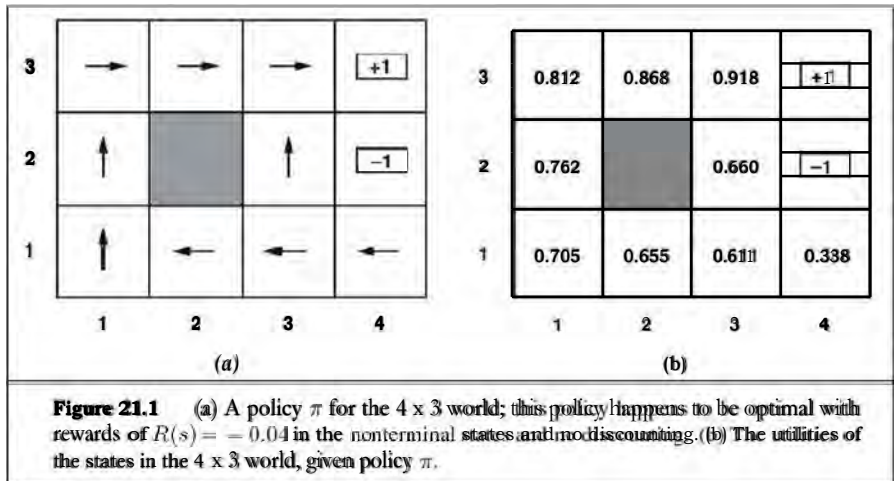 3 +1
2 −1
1
1 2 3 4
(a)
3 0.812 0.868 0.918 +1
2 0.762 0.660 −1
1 0.705 0.655 0.611 0.338
1 2 3 4
(b)
Figure 21.1 (a) A policy π for the 4 x 3 world; this policy happens to be optimal with
rewards of R(s) = − 0.04 in the nonterminal states and no discounting. (b) The utilities of
the states in the 4 x 3 world, given policy π.